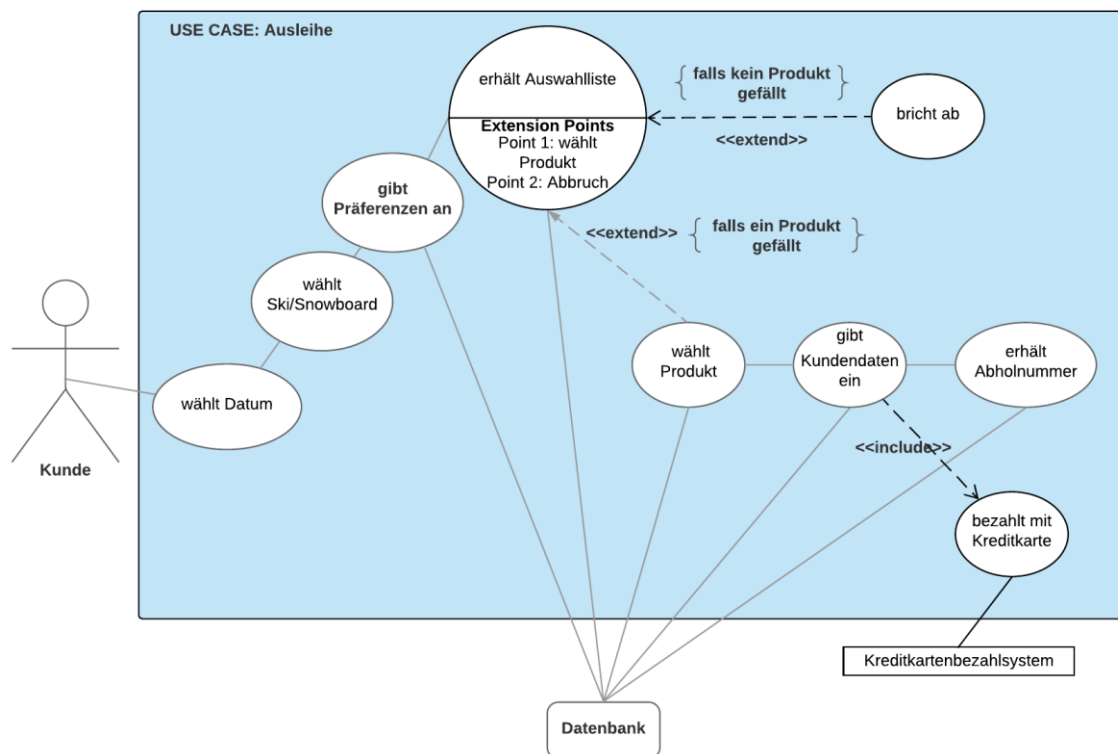 USE CASE: Ausleihe
erhält Auswahlliste
Extension Points
Point 1: wählt
Produkt
Point 2: Abbruch
falls kein Produkt
gefällt
<<extend>>
bricht ab
gibt
Präferenzen an
<<extend>>
falls ein Produkt
gefällt
wählt
Ski/Snowboard
wählt Datum
Kunde
wählt
Produkt
gibt
Kundendaten
ein
erhält
Abholnummer
<<include>>
bezahlt mit
Kreditkarte
Kreditkartenbezahlsystem
Datenbank